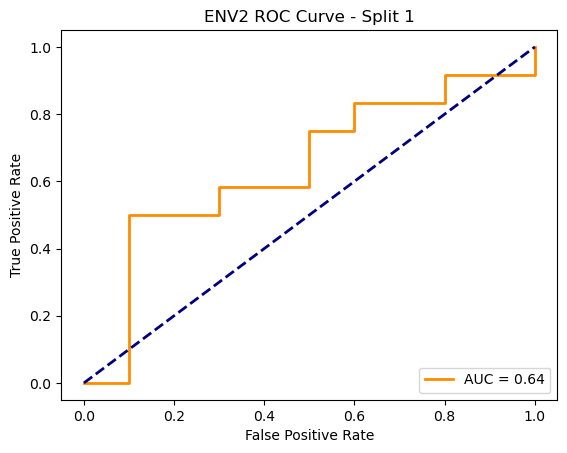 ENV2 ROC Curve - Split 1
1.0
0.8
0.6
0.4
0.2
0.0
True Positive Rate
AUC = 0.64
0.0 0.2 0.4 0.6 0.8 1.0
False Positive Rate